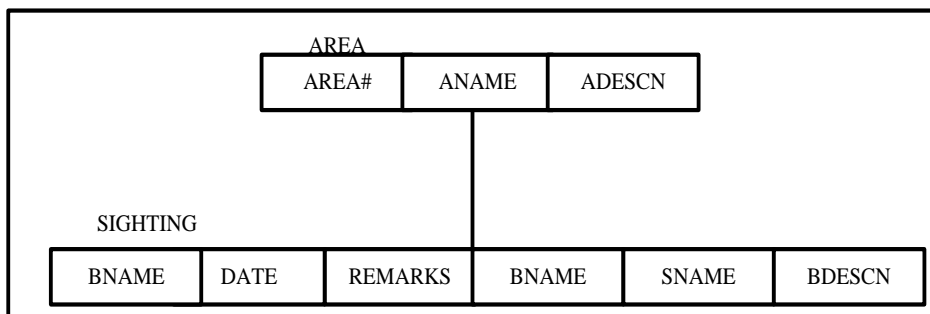 AREA
AREA# ANAME ADESCN
SIGHTING
BNAME DATE REMARKS BNAME SNAME BDESCN